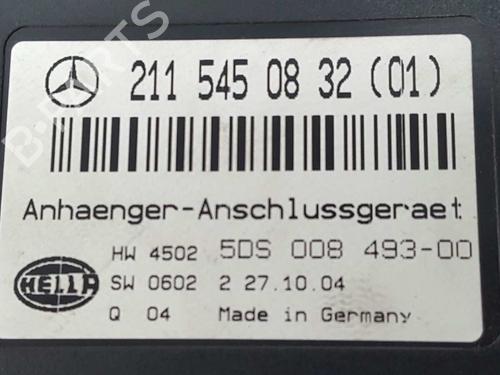 B-PARTS
211 545 08 32 (01)
Anhaenger-Anschlussgeraet
HW 4502 5DS 008 493-00
HELLA
SW 0602 2 27.10.04
Q 04 Made in Germany